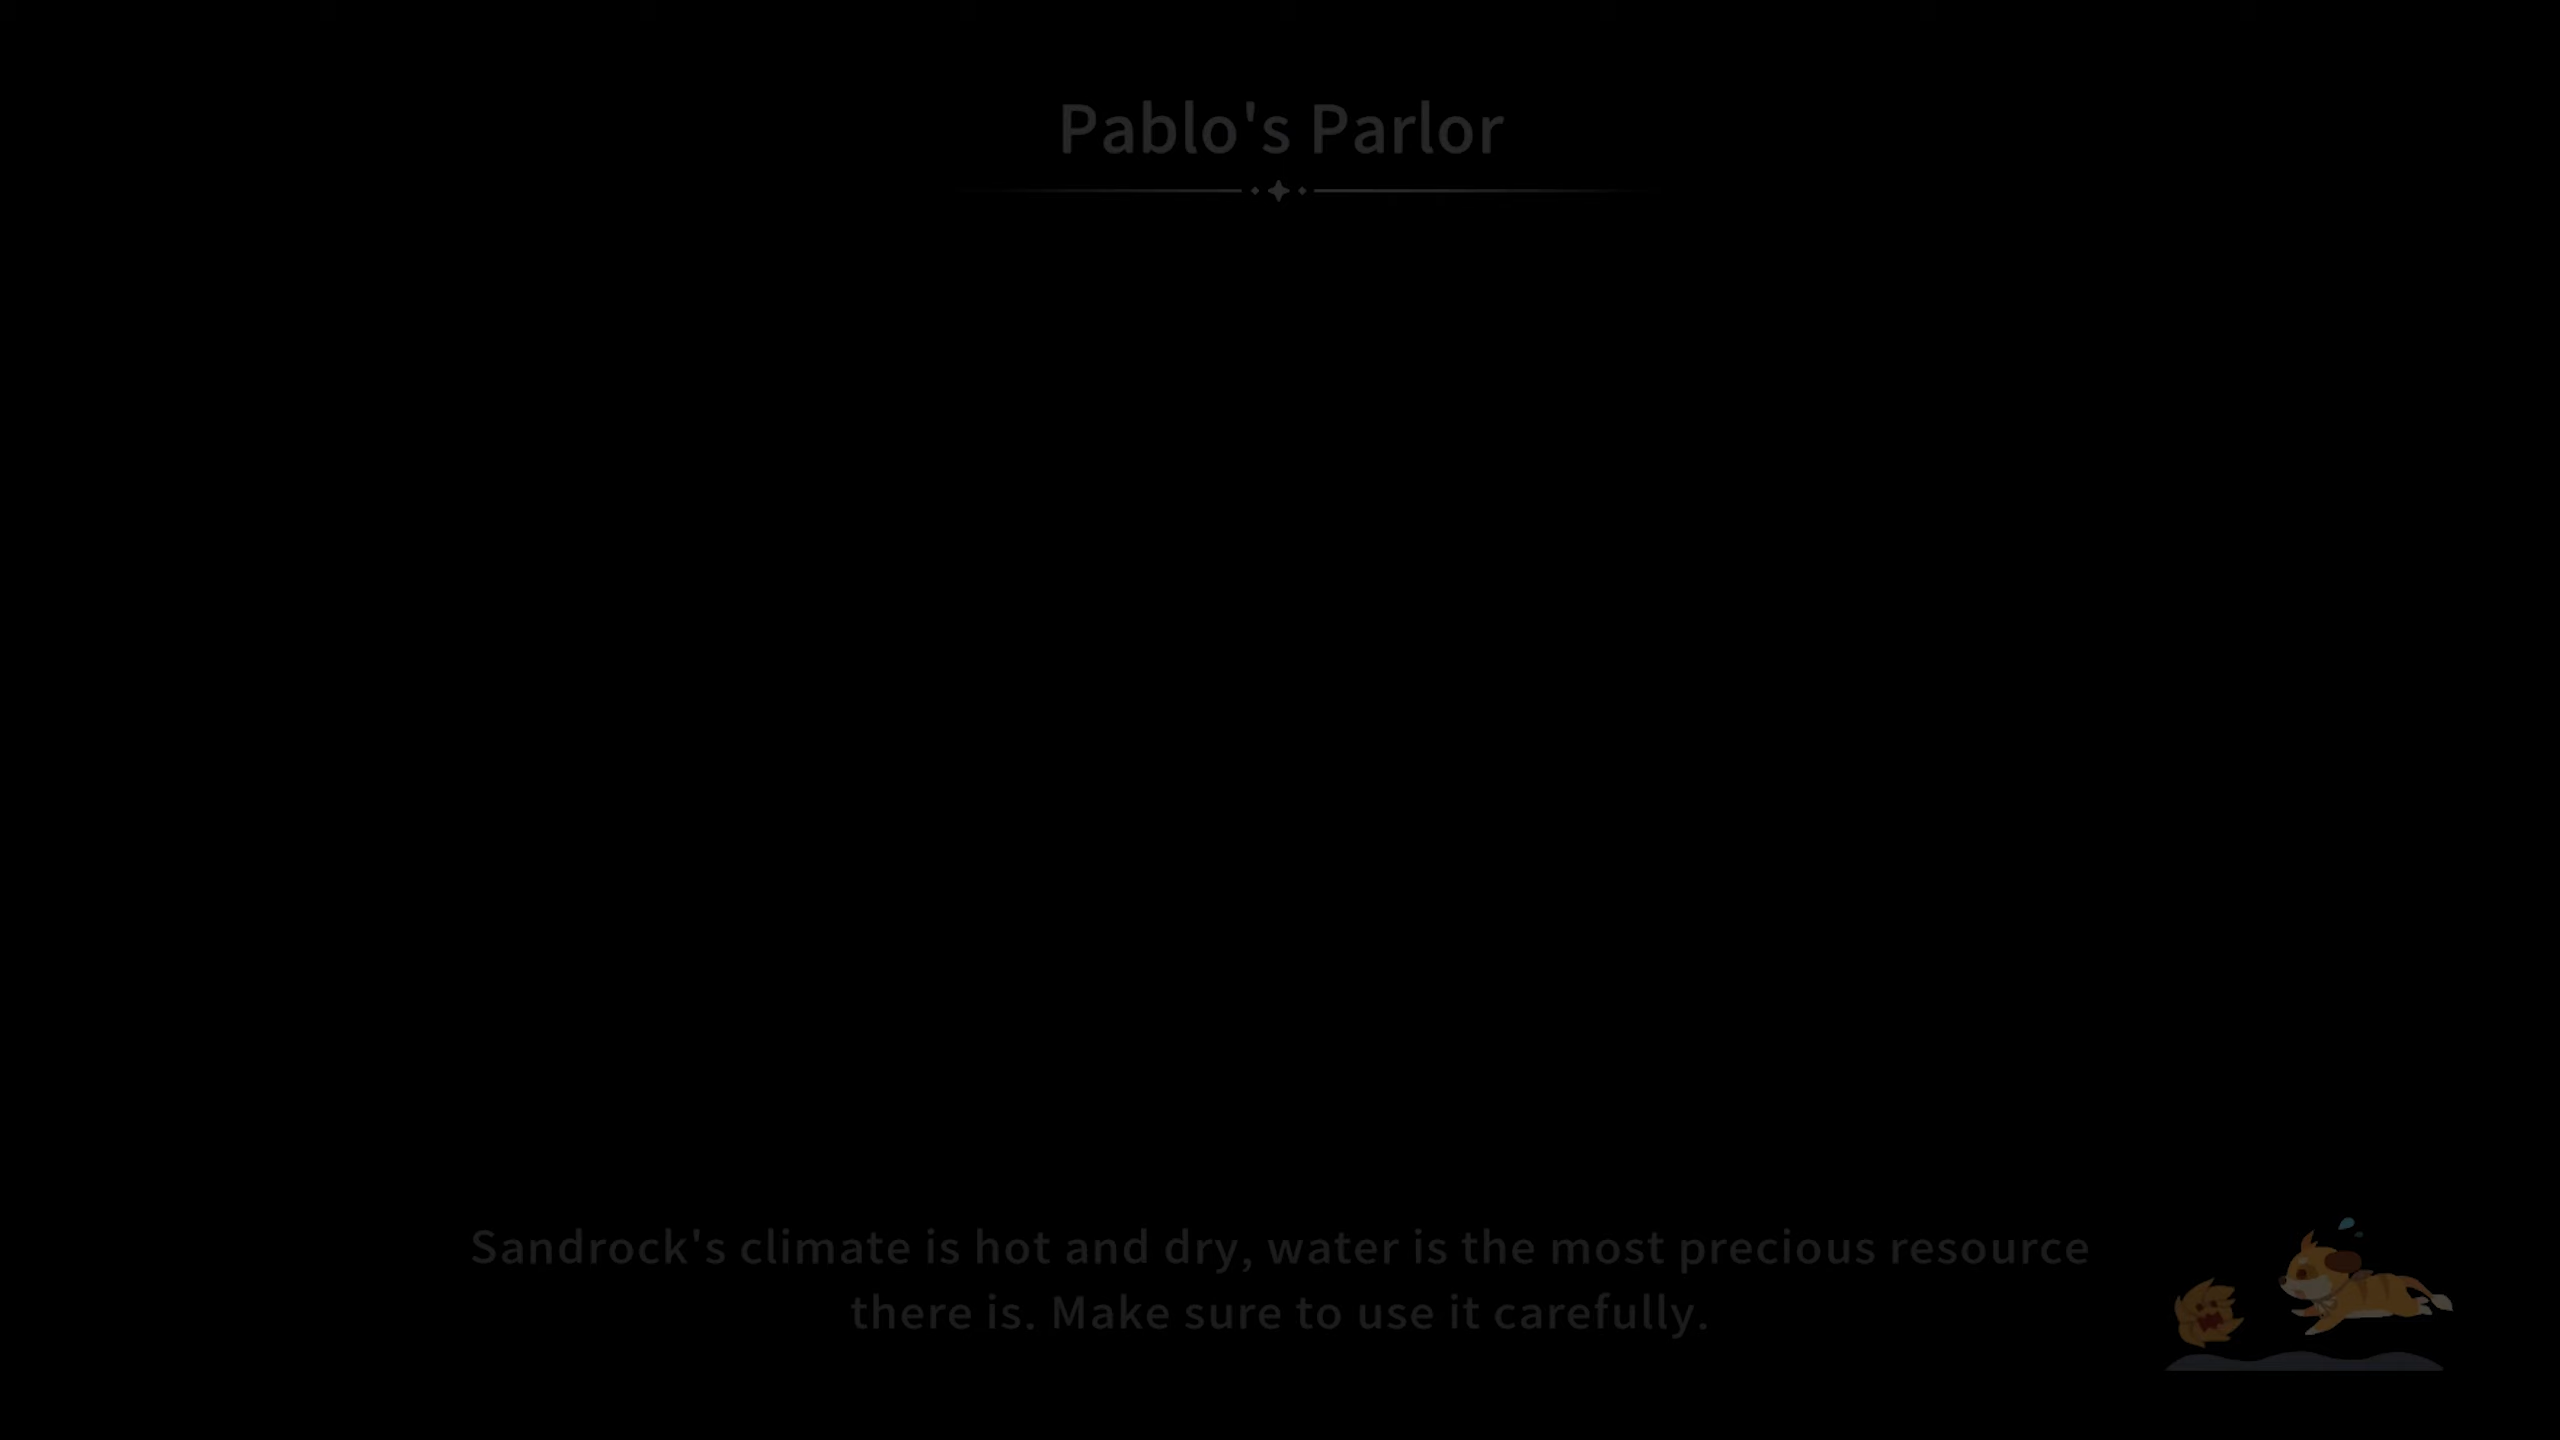 Pablo's Parlor
Sandrock's climate is hot and dry, water is the most precious resource
there is. Make sure to use it carefully.